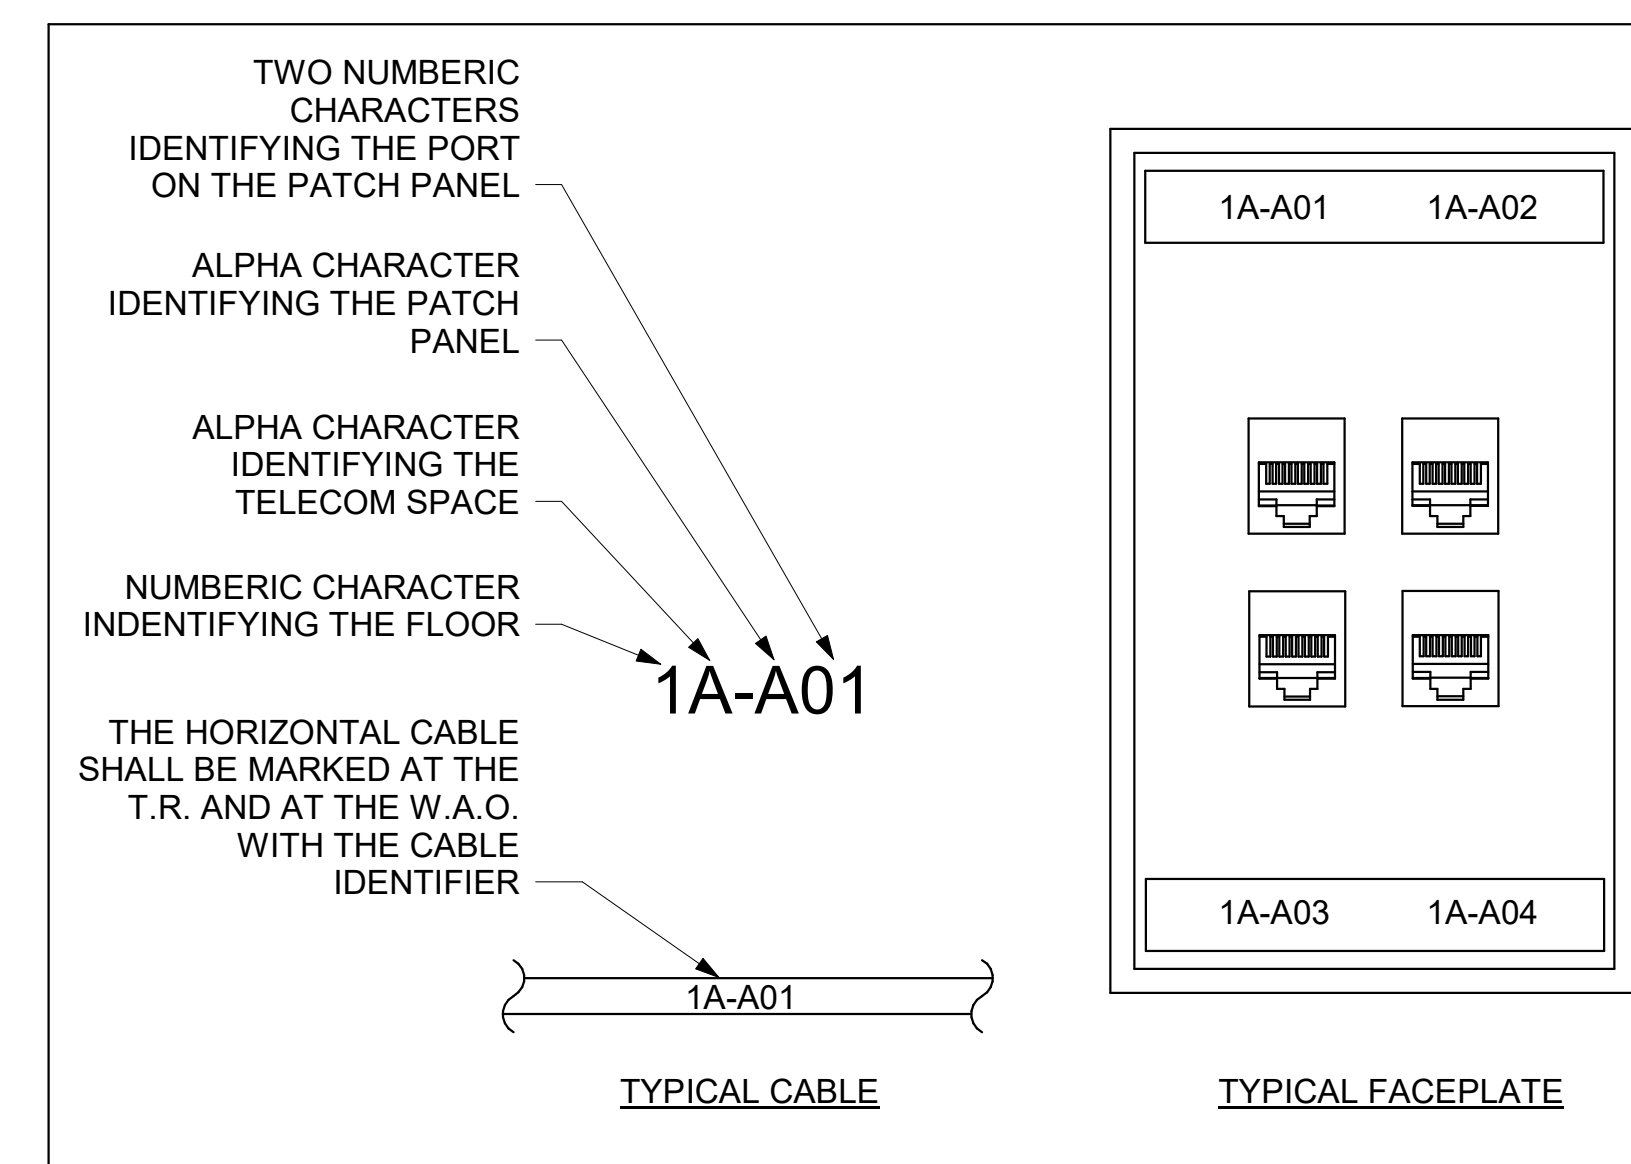 TWO NUMBERIC
CHARACTERS
IDENTIFYING THE PORT
ON THE PATCH PANEL
ALPHA CHARACTER
IDENTIFYING THE PATCH
PANEL
ALPHA CHARACTER
IDENTIFYING THE
TELECOM SPACE
NUMBERIC CHARACTER
INDENTIFYING THE FLOOR
1A-A01
THE HORIZONTAL CABLE
SHALL BE MARKED AT THE
T.R. AND AT THE W.A.O.
WITH THE CABLE
IDENTIFIER
1A-A01
TYPICAL CABLE
1A-A01 1A-A02
1A-A03 1A-A04
TYPICAL FACEPLATE